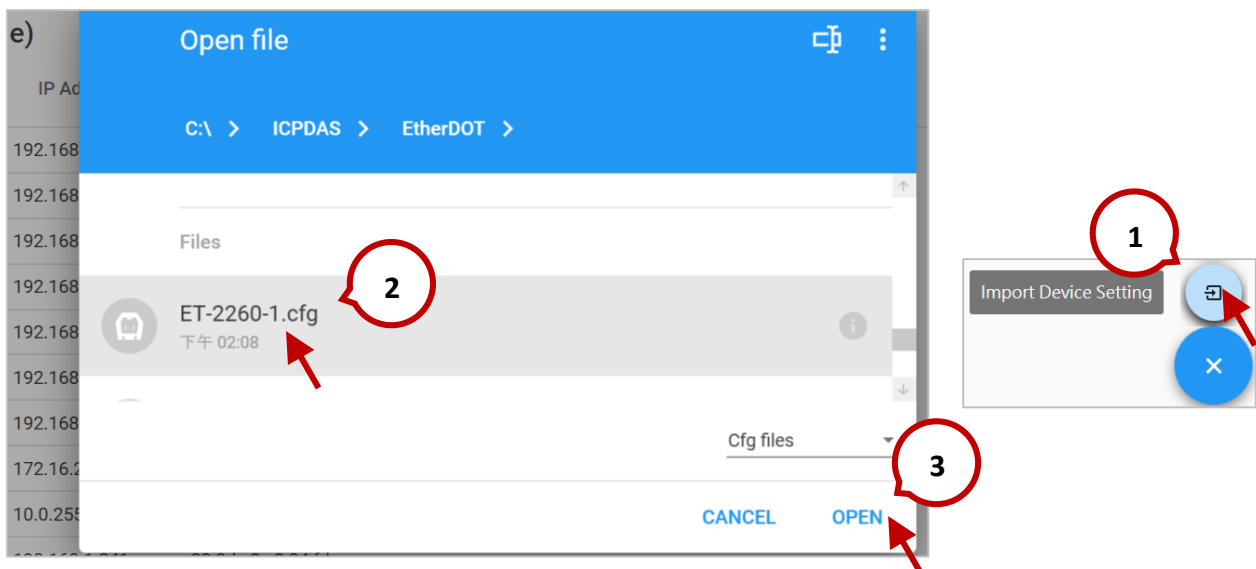 e)
Open file
IP Ad
C:\ > ICPDAS > EtherDOT >
192.168
192.168
192.168
192.168
192.168
192.168
192.168
172.16.2
10.0.255
Files
ET-2260-1.cfg
下午 02:08
2
Cfg files
3
CANCEL OPEN
1
Import Device Setting